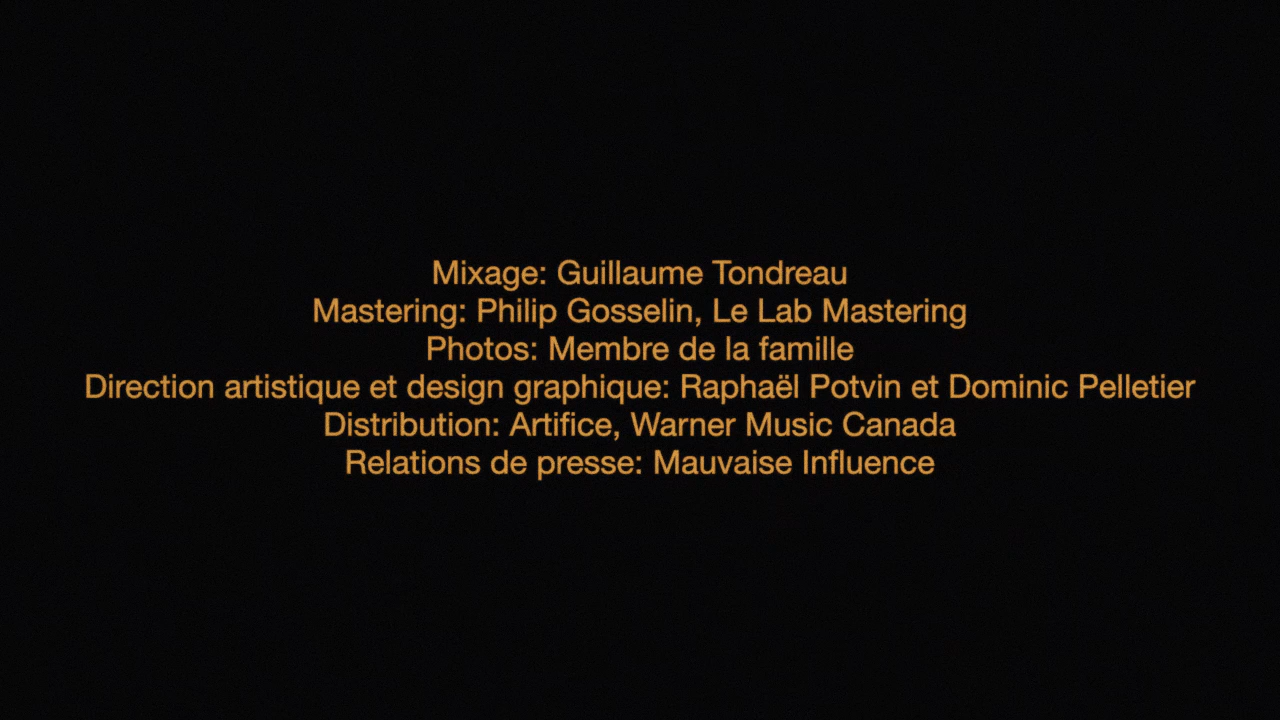 Mixage: Guillaume Tondreau
Mastering: Philip Gosselin, Le Lab Mastering
Photos: Membre de la famille
Direction artistique et design graphique: Raphaël Potvin et Dominic Pelletier
Distribution: Artifice, Warner Music Canada
Relations de presse: Mauvaise Influence